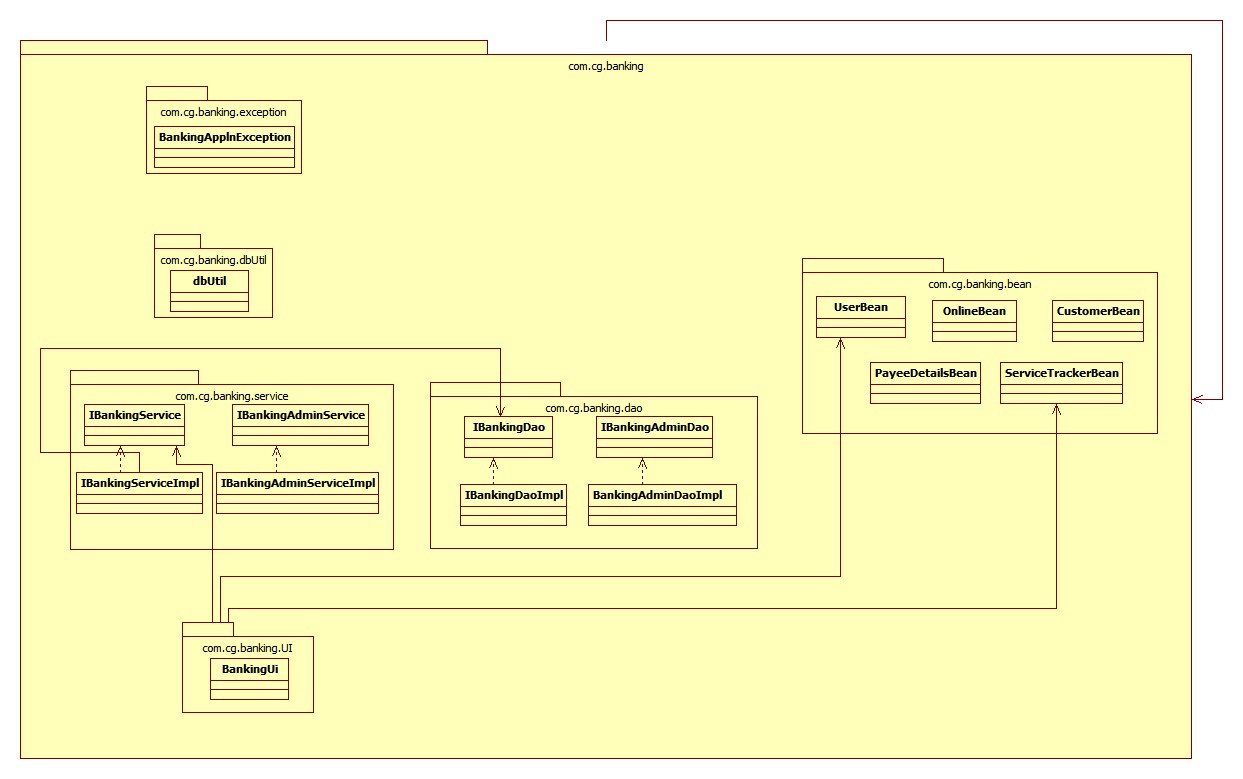 com.cg.banking
com.cg.banking.exception
BankingApplnException
com.cg.banking.dbUtil
dbUtil
com.cg.banking.bean
UserBean
OnlineBean
CustomerBean
PayeeDetailsBean
ServiceTrackerBean
com.cg.banking.service
IBankingService
IBankingAdminService
IBankingServiceImpl
IBankingAdminServiceImpl
com.cg.banking.dao
IBankingDao
IBankingAdminDao
IBankingDaoImpl
BankingAdminDaoImpl
com.cg.banking.UI
BankingUi